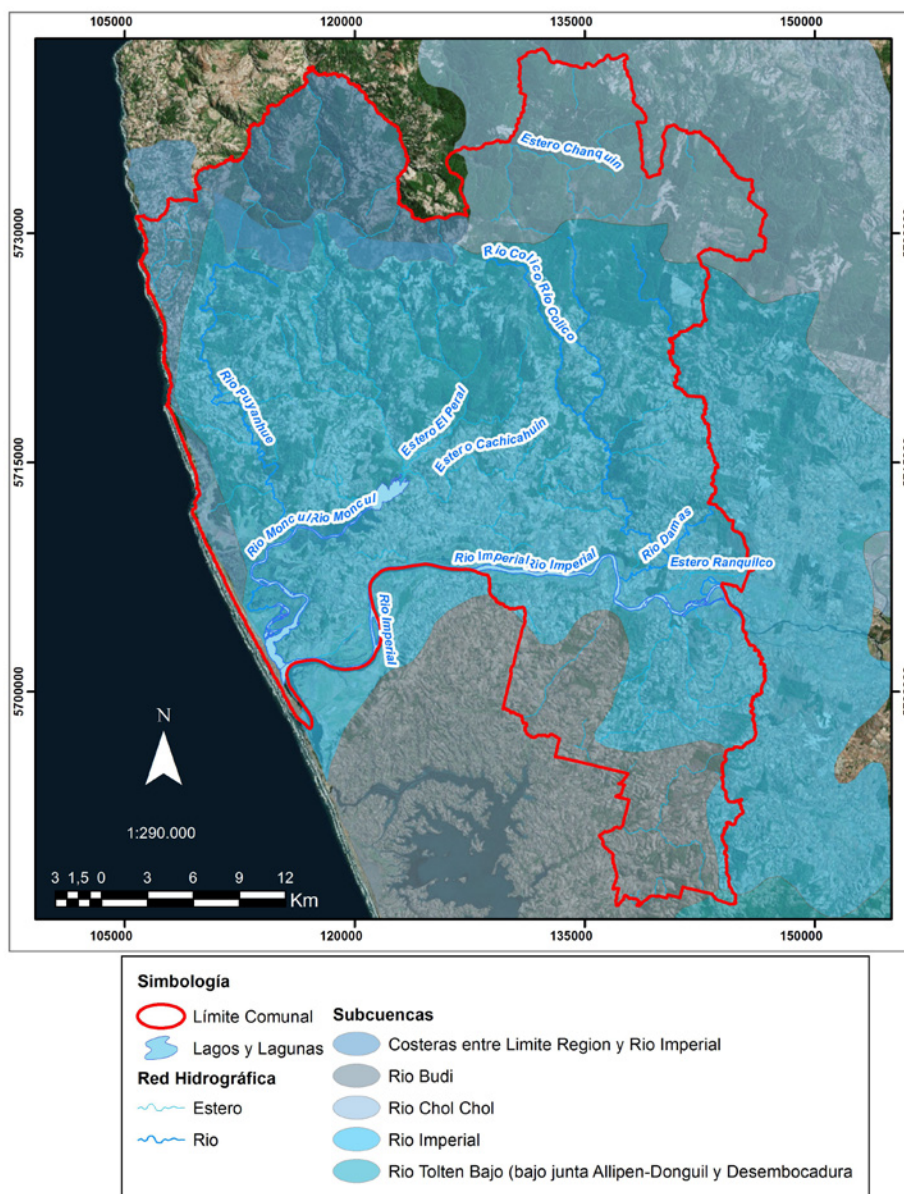 105000 120000 135000 150000
Estero Chanquin
5730000
Río Colico Río Colico
Río Puyanhue
Estero El Peral
Estero Cachicahuin
5715000
Rio Moncul Rio Moncul
Rio Damas
Rio Imperial Rio Imperial
Estero Ranquilco
Rio Imperial
5700000
N
1:290.000
3 1,5 0 3 6 9 12
Km
105000 120000 135000 150000
Simbología
Límite Comunal
Lagos y Lagunas
Red Hidrográfica
Estero
Rio
Subcuencas
Costeras entre Limite Region y Rio Imperial
Rio Budi
Rio Chol Chol
Rio Imperial
Rio Tolten Bajo (bajo junta Allipen-Donguil y Desembocadura